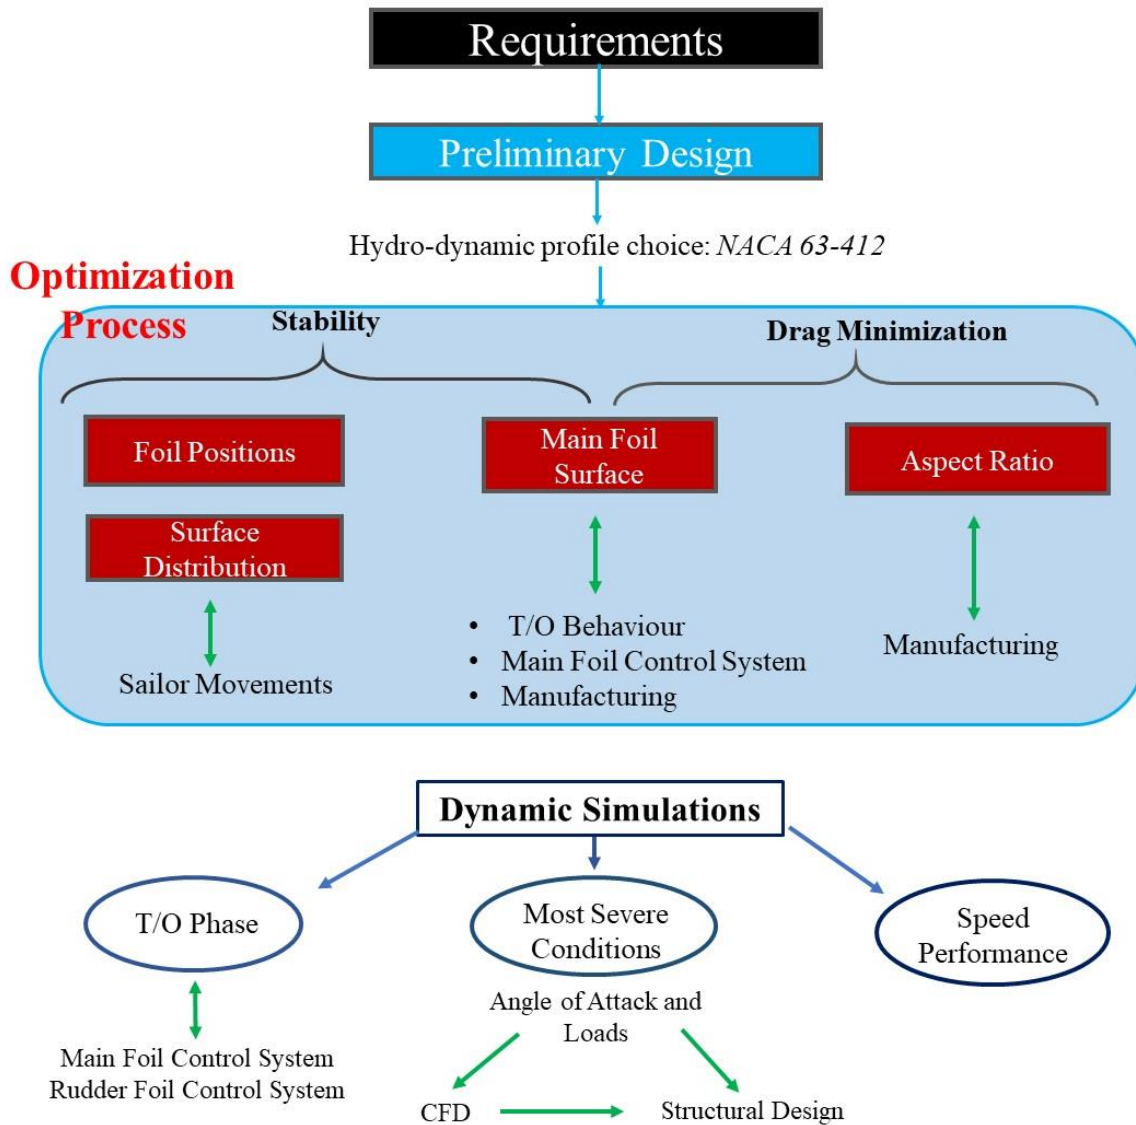 Requirements
Preliminary Design
Hydro-dynamic profile choice: NACA 63-412
Optimization
Process
Stability
Drag Minimization
Foil Positions
Main Foil
Surface
Aspect Ratio
Surface
Distribution
Sailor Movements
• T/O Behaviour
• Main Foil Control System
• Manufacturing
Manufacturing
Dynamic Simulations
T/O Phase
Most Severe
Conditions
Speed
Performance
Main Foil Control System
Rudder Foil Control System
Angle of Attack and
Loads
CFD
Structural Design